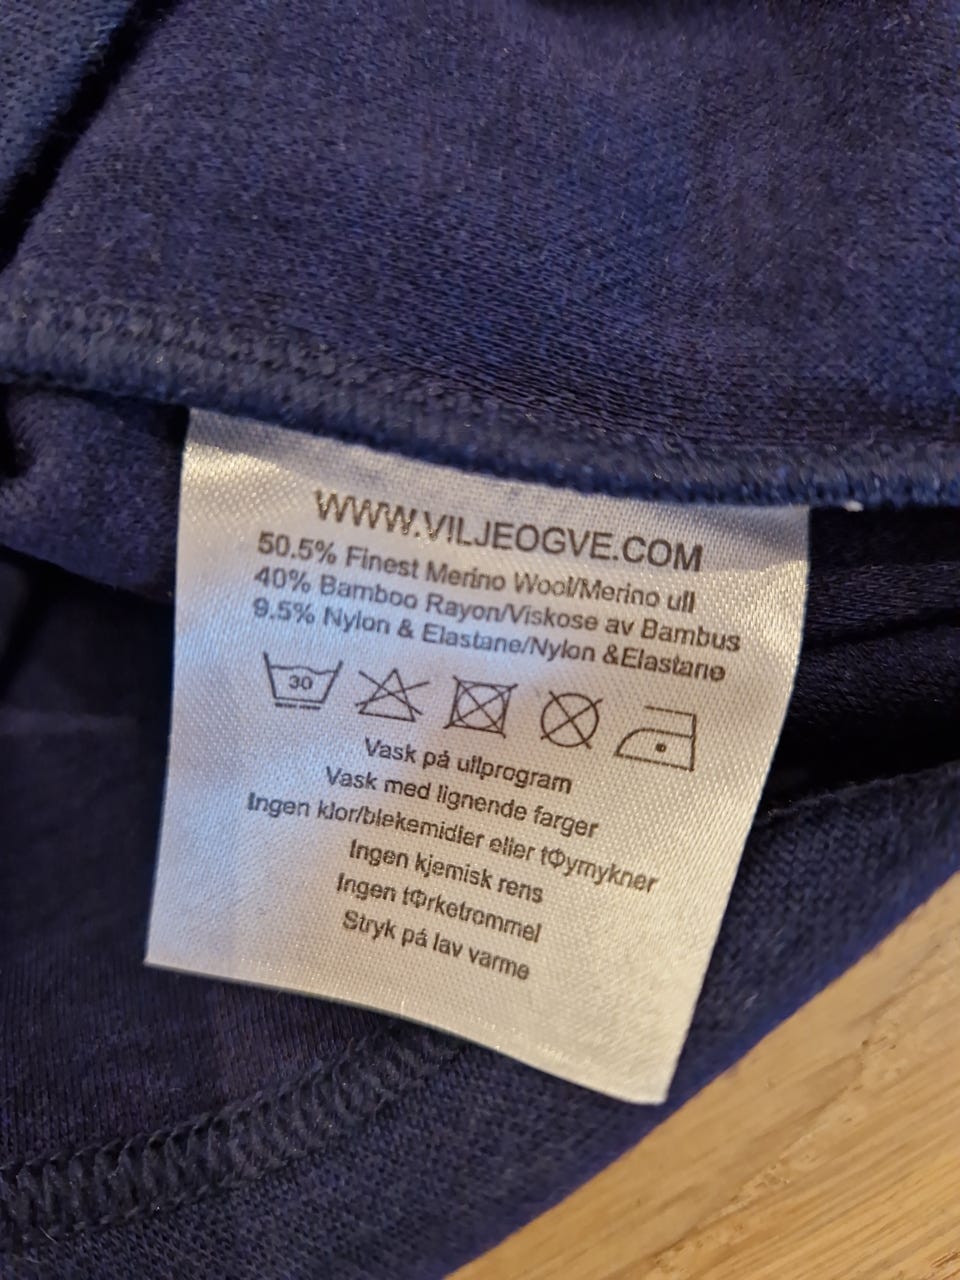 WWW.VILJEOGVE.COM
50.5% Finest Merino Wool/Merino ull
40% Bamboo Rayon/Viskose av Bambus
9.5% Nylon & Elastane/Nylon &Elastane
30
Vask på ullprogram
Vask med lignende farger
Ingen klor/blekemidler eller tΦymykner
Ingen kjemisk rens
Ingen tΦrketrommel
Stryk på lav varme